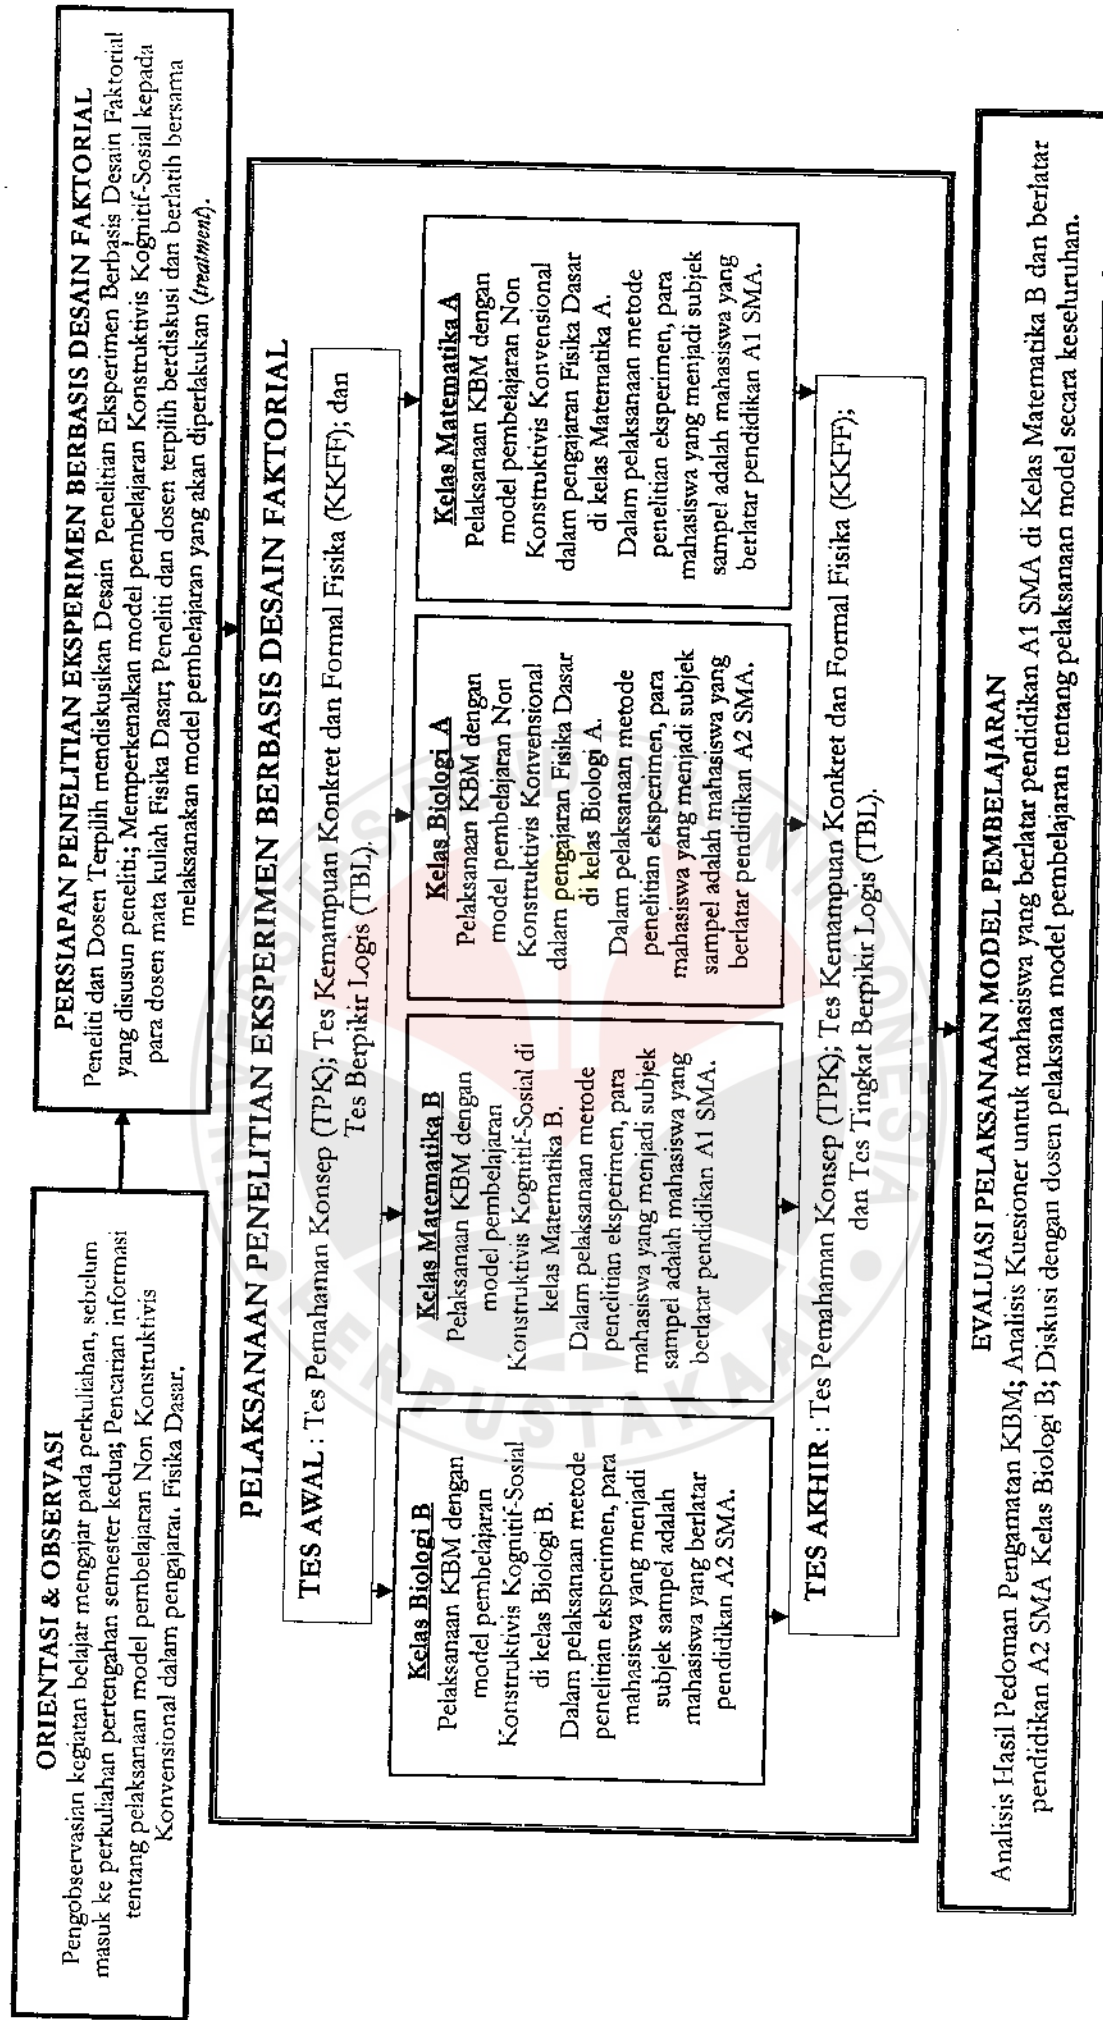 ORIENTASI & OBSERVASI
Pengobservasian kegiatan belajar mengajar pada perkuliahan, sebelum
masuk ke perkuliahan pertengahan semester kedua; Pencarian informasi
tentang pelaksanaan model pembelajaran Non Konstruktivis
Konvensional dalam pengajarar. Fisika Dasar.
PERSIAPAN PENELITIAN EKSPERIMEN BERBASIS DESAIN FAKTORIAL
Peneliti dan Dosen Terpilih mendiskusikan Desain Penelitian Eksperimen Berbasis Desain Faktorial
yang disusun peneliti.; Memperkenalkan model pembelajaran Konstruktivis Kognitif-Sosial kepada
para dosen mata kuliah Fisika Dasar; Peneliti dan dosen terpilih berdiskusi dan berlatih bersama
melaksanakan model pembelajaran yang akan diperlakukan (treatment).
PELAKSANAAN PENELITIAN EKSPERIMEN BERBASIS DESAIN FAKTORIAL
TES AWAL : Tes Pemahaman Konsep (TPK); Tes Kemampuan Konkret dan Formal Fisika (KKFF); dan
Tes Berpikir Logis (TBL).
Kelas Biologi B
Pelaksanaan KBM dengan
model pembelajaran
Konstruktivis Kognitif-Sosial
di kelas Biologi B.
Dalam pelaksanaan metode
penelitian eksperimen, para
mahasiswa yang menjadi
subjek sampel adalah
mahasiswa yang berlatar
pendidikan A2 SMA.
Kelas Matematika B
Pelaksanaan KBM dengan
model pembelajaran
Konstruktivis Kognitif-Sosial di
kelas Matematika B.
Dalam pelaksanaan metode
penelitian eksperimen, para
mahasiswa yang menjadi subjek
sampel adalah mahasiswa yang
berlatar pendidikan A1 SMA.
Kelas Biologi A
Pelaksanaan KBM dengan
model pembelajaran Non
Konstruktivis Konvensional
dalam pengajaran Fisika Dasar
di kelas Biologi A.
Dalam pelaksanaan metode
penelitian eksperimen, para
mahasiswa yang menjadi subjek
sampel adalah mahasiswa yang
berlatar pendidikan A2 SMA.
Kelas Matematika A
Pelaksanaan KBM dengan
model pembelajaran Non
Konstruktivis Konvensional
dalam pengajaran Fisika Dasar
di kelas Matematika A.
Dalam pelaksanaan metode
penelitian eksperimen, para
mahasiswa yang menjadi subjek
sampel adalah mahasiswa yang
berlatar pendidikan A1 SMA.
TES AKHIR : Tes Pemahaman Konsep (TPK); Tes Kemampuan Konkret dan Formal Fisika (KKFF);
dan Tes Tingkat Berpikir Logis (TBL).
EVALUASI PELAKSANAAN MODEL PEMBELAJARAN
Analisis Hasil Pedoman Pengamatan KBM; Analisis Kuesioner untuk mahasiswa yang berlatar pendidikan A1 SMA di Kelas Matematika B dan berlatar
pendidikan A2 SMA Kelas Biologi B; Diskusi dengan dosen pelaksana model pembelajaran tentang pelaksanaan model secara keseluruhan.
UNIVERSITAS PENDIDIKAN INDONESIA
PERPUSTAKAAN